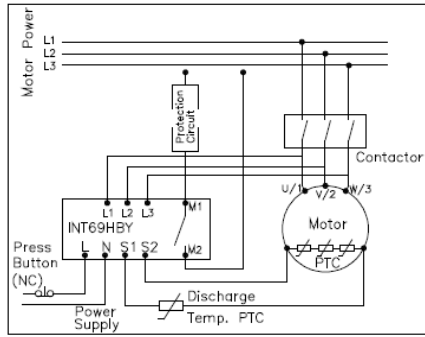 Motor Power
L1
L2
L3
Protection
Circuit
Contactor
U/1 V/2 W/3
L1 L2 L3 M1
INT69HBY
Motor
L N S1 S2 M2
PTC
Press
Button
(NC)
Power
Supply
Discharge
Temp. PTC